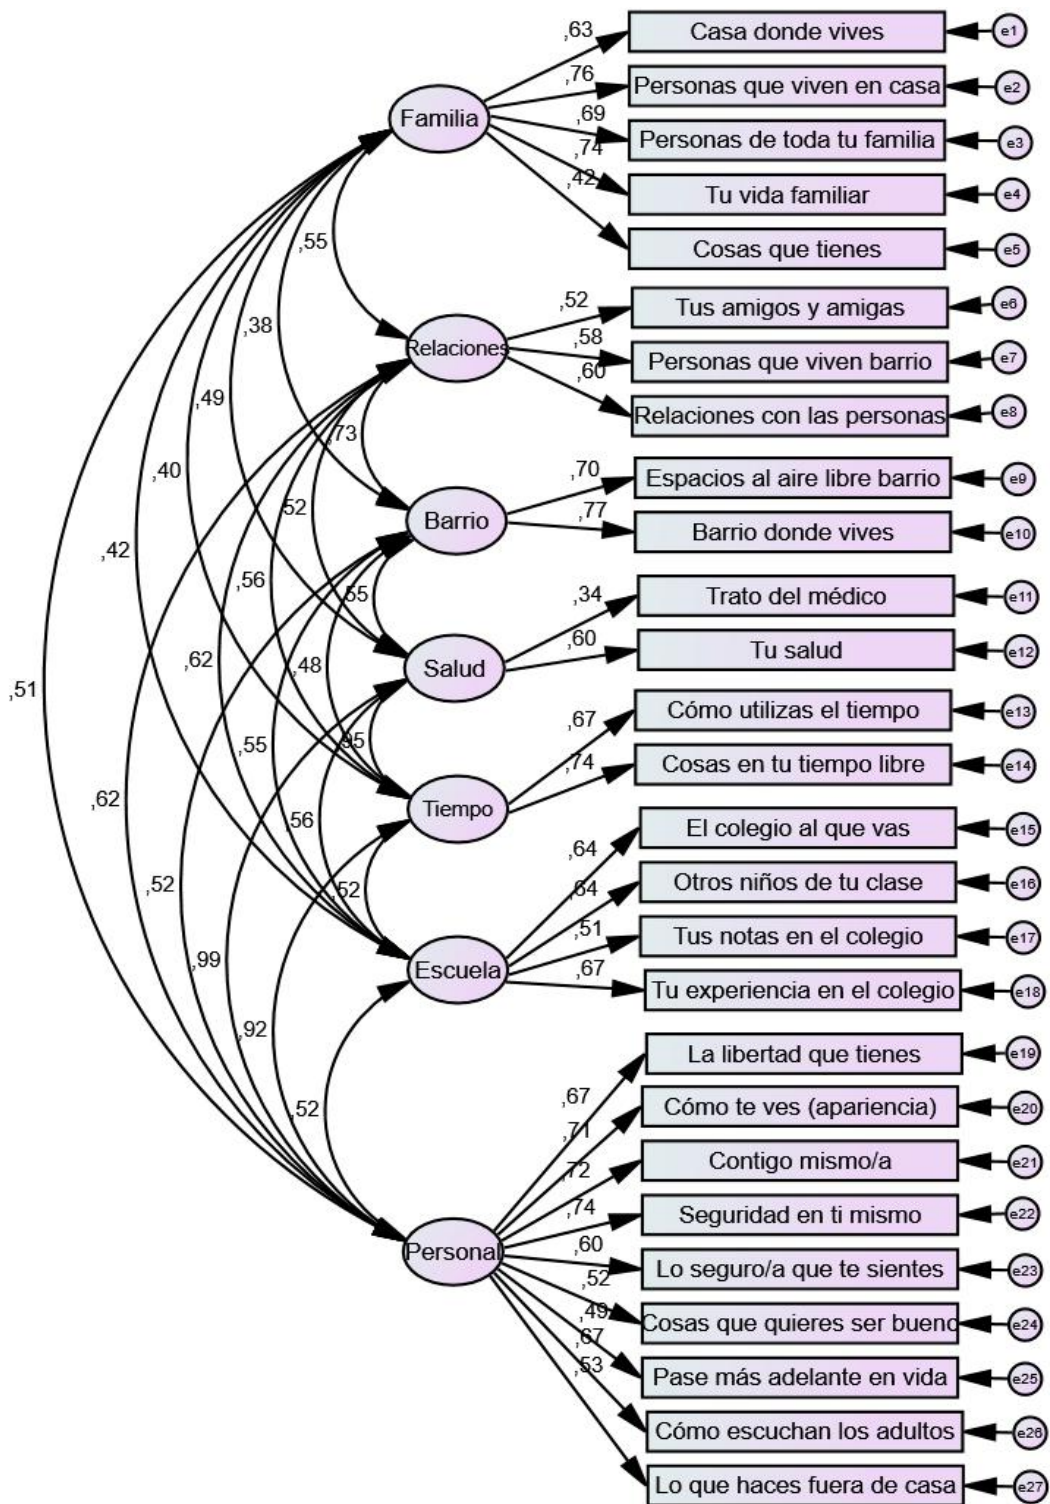 ,63
Casa donde vives
e1
,76
Personas que viven en casa
e2
Familia
,69
Personas de toda tu familia
e3
,74
Tu vida familiar
e4
,42
Cosas que tienes
e5
,55
,52
Tus amigos y amigas
e6
,38
Relaciones
,58
Personas que viven barrio
e7
,60
Relaciones con las personas
e8
,49
,73
,40
,70
Espacios al aire libre barrio
e9
52
Barrio
,77
Barrio donde vives
e10
,42
,56
55
,34
Trato del médico
e11
,62
,48
Salud
,60
Tu salud
e12
,51
,67
Cómo utilizas el tiempo
e13
,55
95
,74
Cosas en tu tiempo libre
e14
,62
Tiempo
,56
,64
El colegio al que vas
e15
,52
,52
,64
Otros niños de tu clase
e16
,51
Tus notas en el colegio
e17
,99
Escuela
,67
Tu experiencia en el colegio
e18
,92
La libertad que tienes
e19
,52
,67
Cómo te ves (apariencia)
e20
,71
,72
Contigo mismo/a
e21
,74
Seguridad en ti mismo
e22
Personal
,60
Lo seguro/a que te sientes
e23
,52
,49
Cosas que quieres ser bueno
e24
,67
,53
Pase más adelante en vida
e25
Cómo escuchan los adultos
e26
Lo que haces fuera de casa
e27